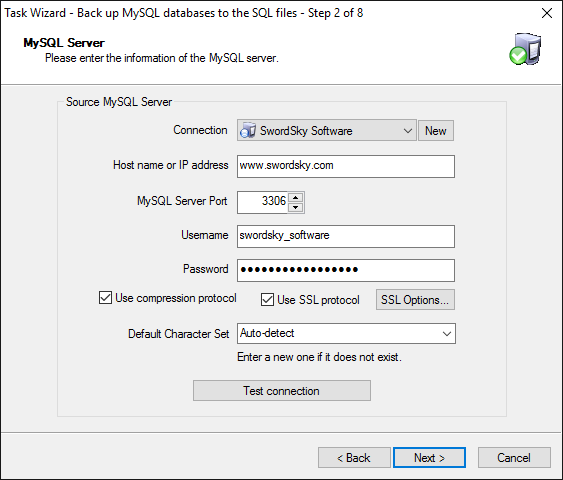 Task Wizard - Back up MySQL databases to the SQL files - Step 2 of 8
MySQL Server
Please enter the infomation of the MySQL server.
Source MySQL Server
Connection SwordSky Software New
Host name or IP address www.swordsky.com
MySQL Server Port 3306
Username swordsky_software
Password ●●●●●●●●●●●●●●●●●
Use compression protocol Use SSL protocol SSL Options...
Default Character Set Auto-detect
Enter a new one if it does not exist.
Test connection
< Back Next > Cancel